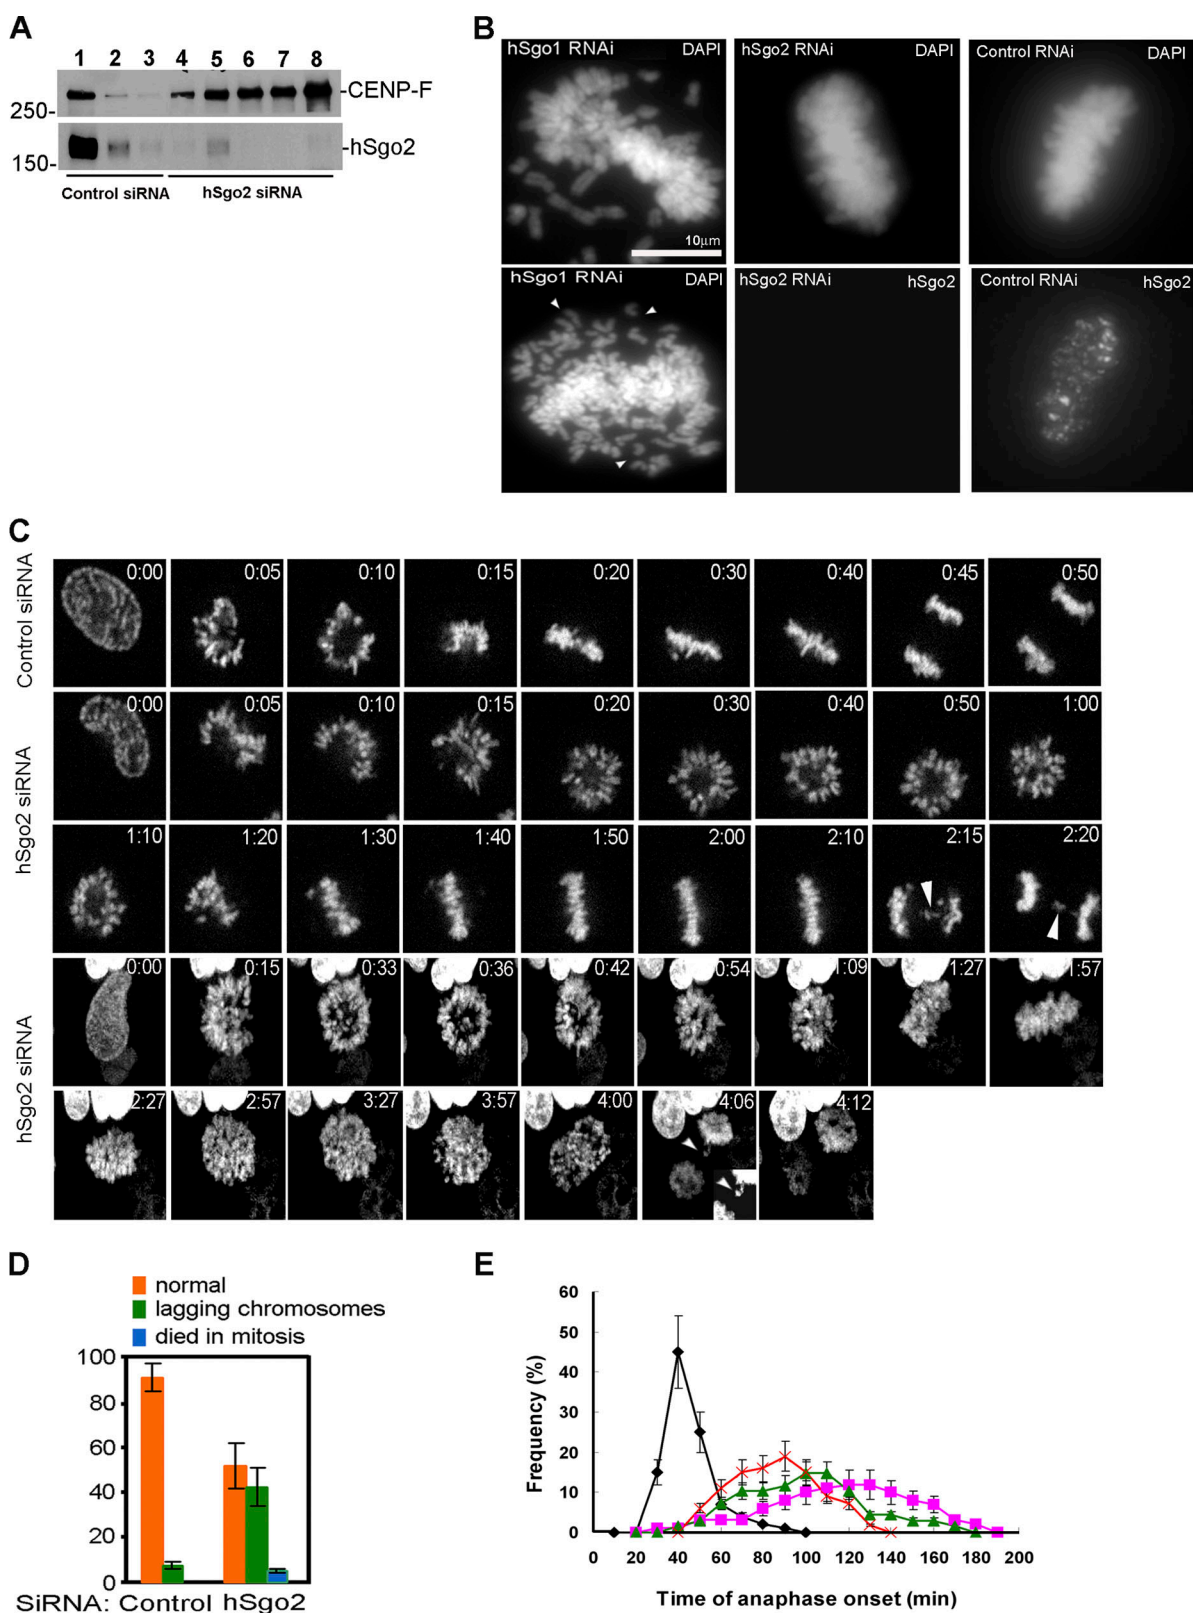 A
1 2 3 4 5 6 7 8
-CENP-F
250-
-hSgo2
150-
Control siRNA hSgo2 siRNA
B
hSgo1 RNAi DAPI hSgo2 RNAi DAPI Control RNAi DAPI
10μm
hSgo1 RNAi DAPI hSgo2 RNAi hSgo2 Control RNAi hSgo2
C
Control siRNA
0:00 0:05 0:10 0:15 0:20 0:30 0:40 0:45 0:50
hSgo2 siRNA
0:00 0:05 0:10 0:15 0:20 0:30 0:40 0:50 1:00
1:10 1:20 1:30 1:40 1:50 2:00 2:10 2:15 2:20
hSgo2 siRNA
0:00 0:15 0:33 0:36 0:42 0:54 1:09 1:27 1:57
2:27 2:57 3:27 3:57 4:00 4:06 4:12
D
normal
lagging chromosomes
died in mitosis
100
80
60
40
20
0
SiRNA: Control hSgo2
E
Frequency (%)
60
50
40
30
20
10
0
0 20 40 60 80 100 120 140 160 180 200
Time of anaphase onset (min)